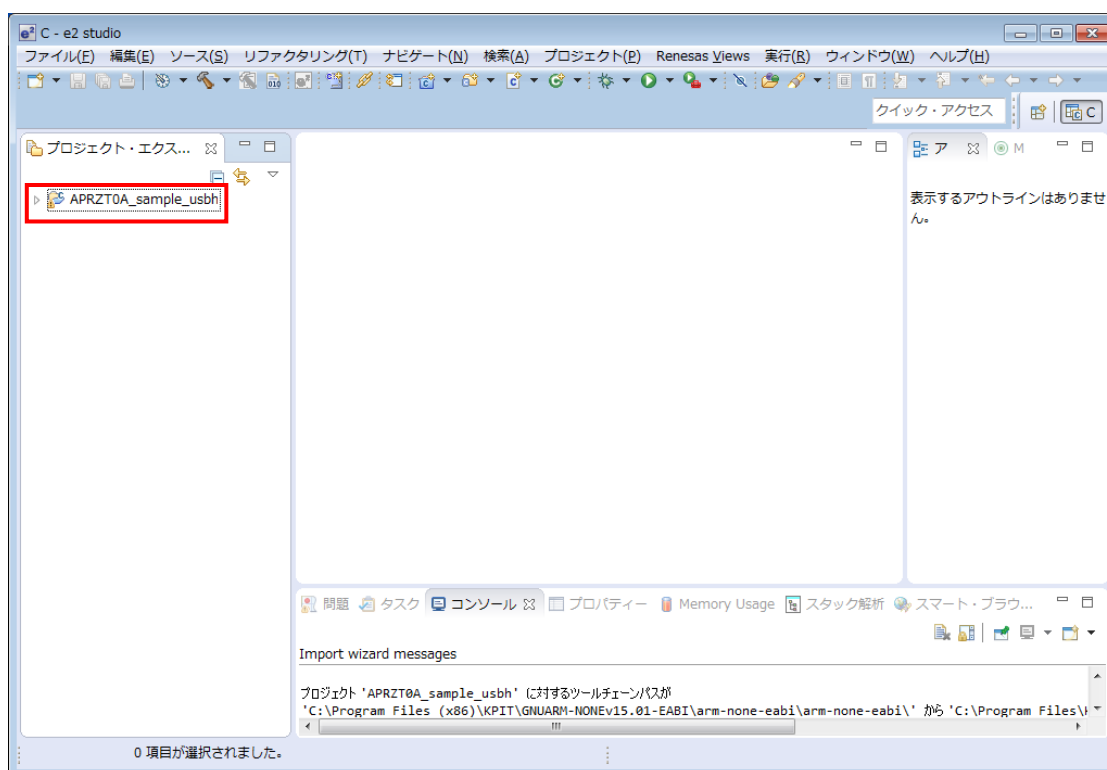 C - e2 studio
ファイル(F) 編集(E) ソース(S) リファクタリング(T) ナビゲート(N) 検索(A) プロジェクト(P) Renesas Views 実行(R) ウィンドウ(W) ヘルプ(H)
クイック・アクセス
C
プロジェクト・エクス...
ア
M
APRZT0A_sample_usbh
表示するアウトラインはありませ
ん。
問題 タスク コンソール プロパティー Memory Usage スタック解析 スマート・ブラウ...
Import wizard messages
プロジェクト 'APRZT0A_sample_usbh' に対するツールチェーンパスが
'C:\Program Files (x86)\KPIT\GNUARM-NONEv15.01-EABI\arm-none-eabi\arm-none-eabi\' から 'C:\Program Files\
0 項目が選択されました。